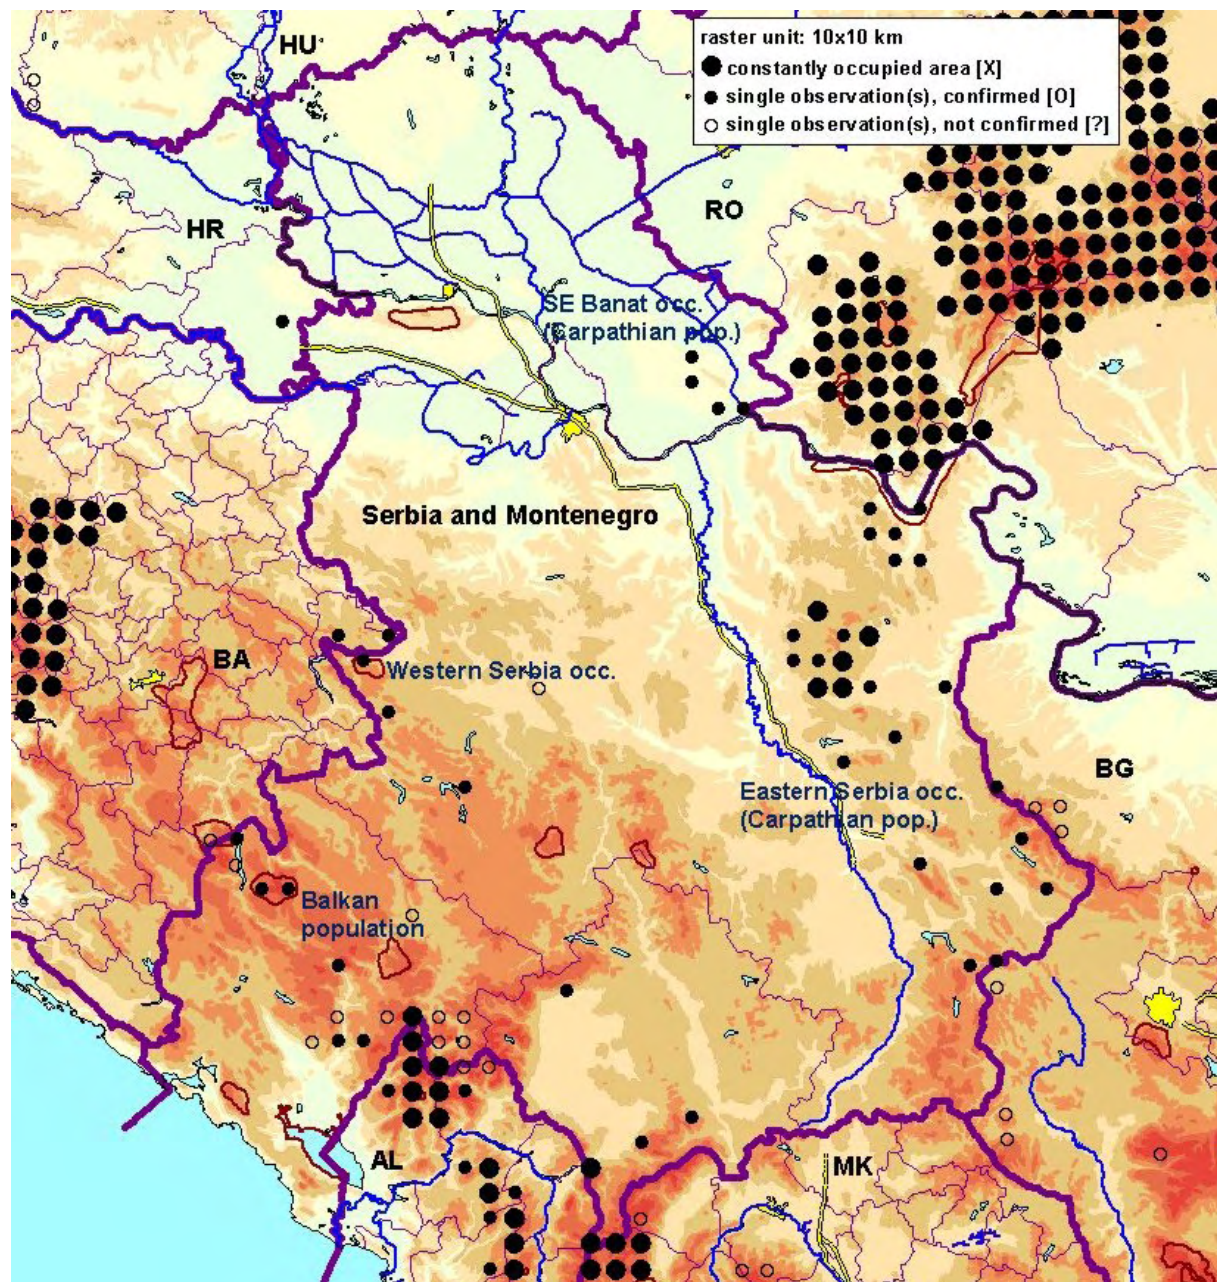 HU
raster unit: 10x10 km
constantly occupied area [X]
single observation(s), confirmed [O]
single observation(s), not confirmed [?]
HR
RO
SE Banat occ.
(Carpathian pop.)
Serbia and Montenegro
BA
Western Serbia occ.
BG
Eastern Serbia occ.
(Carpathian pop.)
Balkan
population
AL
MK